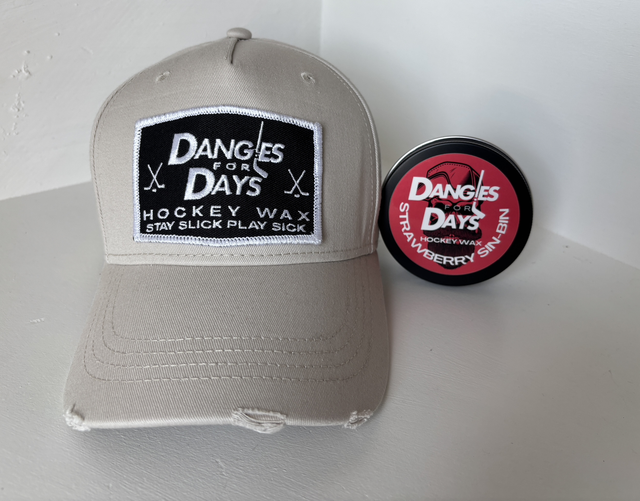 DANGLES
FOR
DAYS
HOCKEY WAX
STAY SLICK PLAY SICK
DANGLES
FOR
DAYS
HOCKEY WAX
STRAWBERRY SIN-BIN